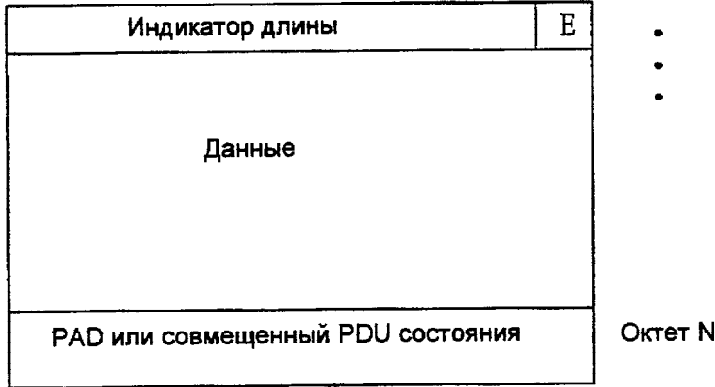 Индикатор длины E
Данные
PAD или совмещенный PDU состояния Октет N